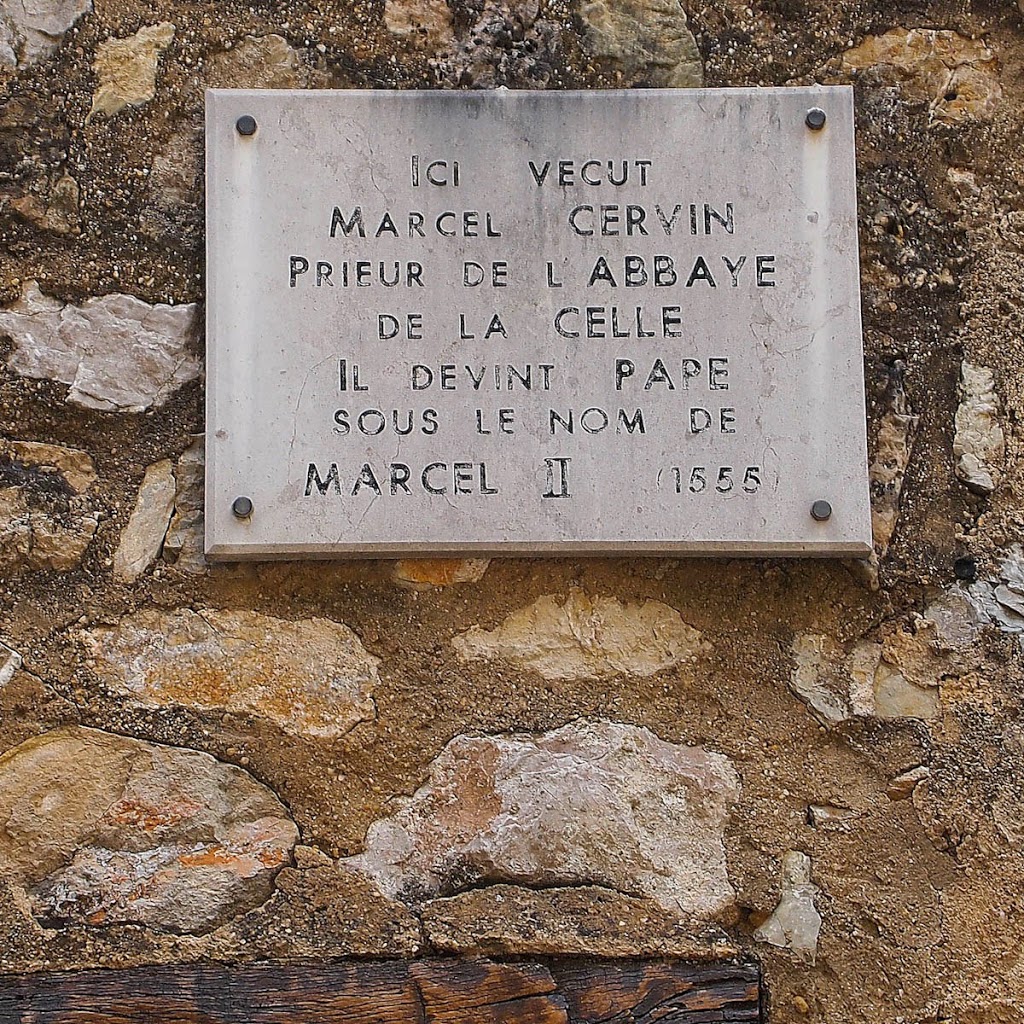 Ici vecut
Marcel CERVIN
Prieur de l'ABBAYE
de la CELLE
Il devint PAPE
sous le nom de
MARCEL II (1555)